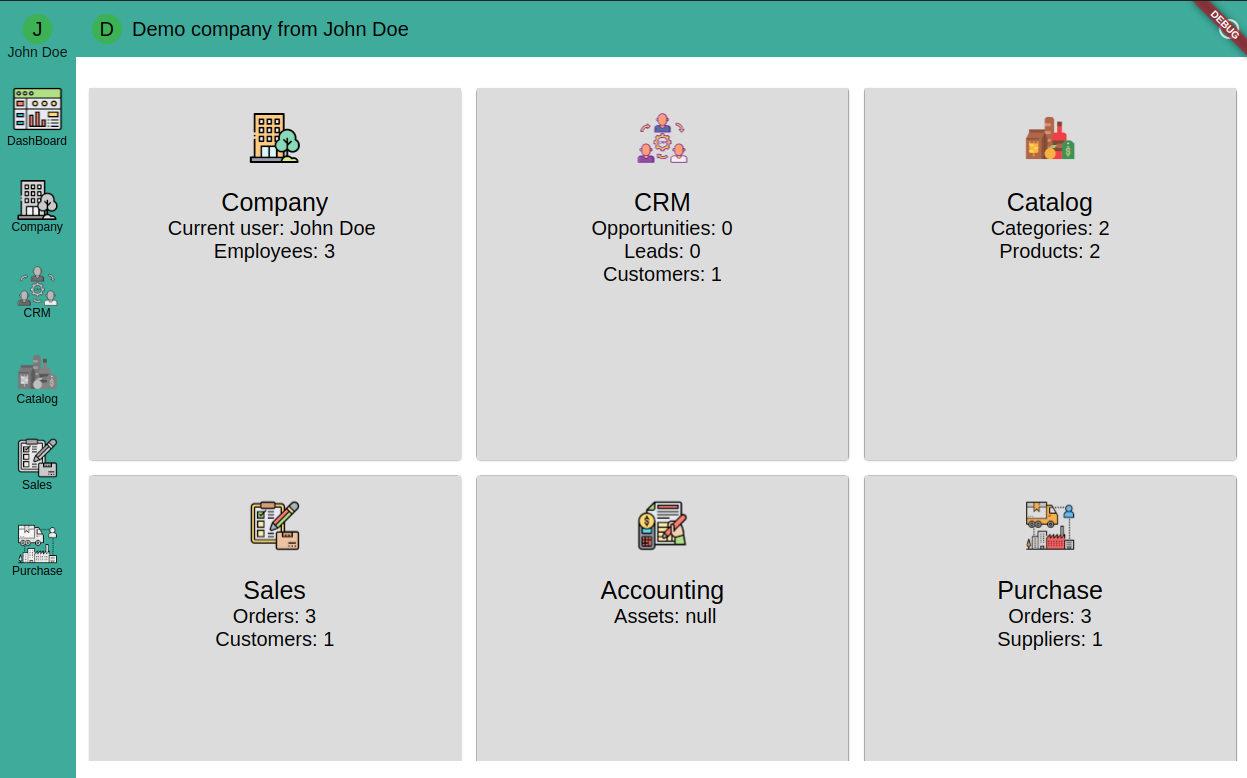 J
John Doe
D
Demo company from John Doe
DEBUG
DashBoard
Company
CRM
Catalog
Sales
Purchase
Company
Current user: John Doe
Employees: 3
CRM
Opportunities: 0
Leads: 0
Customers: 1
Catalog
Categories: 2
Products: 2
Sales
Orders: 3
Customers: 1
Accounting
Assets: null
Purchase
Orders: 3
Suppliers: 1